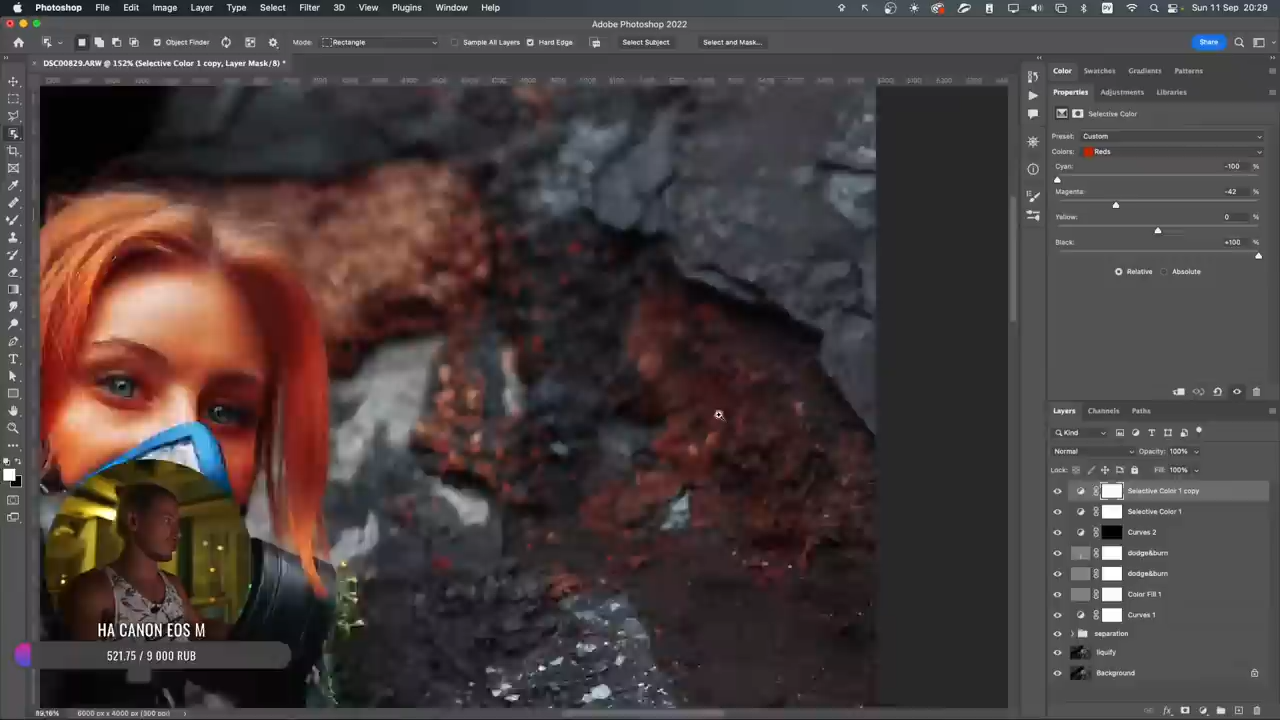 Photoshop File Edit Image Layer Type Select Filter 3D View Plugins Window Help Sun 11 Sep 20:29
Adobe Photoshop 2022
Object Finder Mode: Rectangle Sample All Layers Hard Edge Select Subject Select and Mask... Share
DSC00829.ARW @ 152% (Selective Color 1 copy, Layer Mask/8) *
Color Swatches Gradients Patterns
Properties Adjustments Libraries
Selective Color
Preset: Custom
Colors: Reds
Cyan: -100 %
Magenta: -42 %
Yellow: 0 %
Black: +100 %
Relative Absolute
Layers Channels Paths
Kind
Normal Opacity: 100%
Lock: Fill: 100%
Selective Color 1 copy
Selective Color 1
Curves 2
dodge&burn
dodge&burn
Color Fill 1
Curves 1
separation
liquify
Background
НА CANON EOS M
521.75 / 9 000 RUB
89,16% 6000 px x 4000 px (300 ppi)